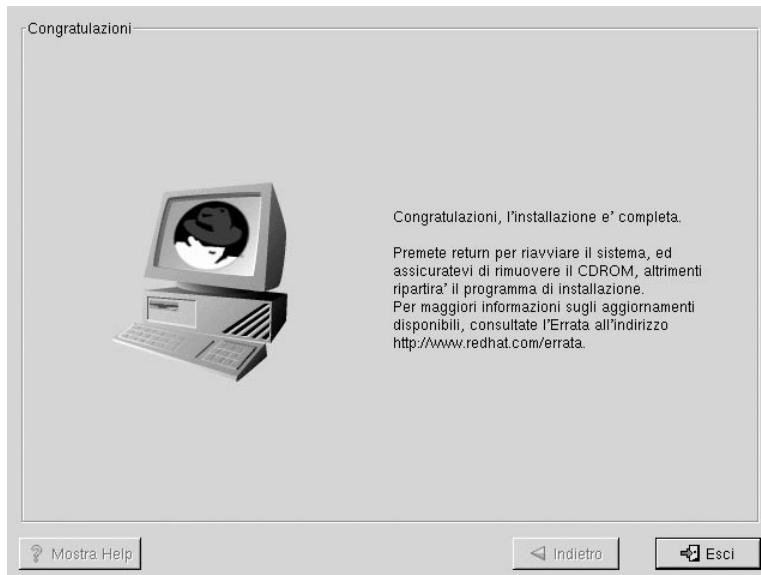 Congratulazioni
Congratulazioni, l'installazione e' completa.
Premete return per riavviare il sistema, ed
assicuratevi di rimuovere il CDROM, altrimenti
ripartira' il programma di installazione.
Per maggiori informazioni sugli aggiornamenti
disponibili, consultate l'Errata all'indirizzo
http://www.redhat.com/errata.
Mostra Help
Indietro
Esci